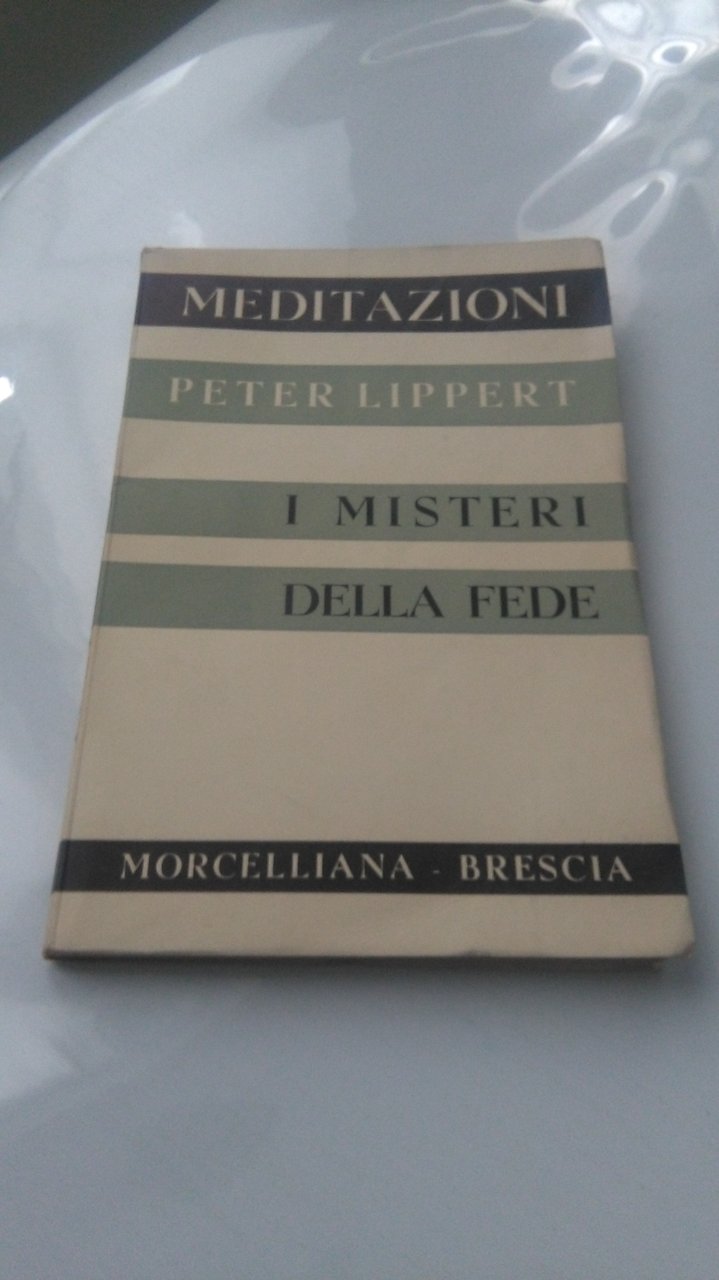 MEDITAZIONI
PETER LIPPERT
I MISTERI
DELLA FEDE
MORCELLIANA - BRESCIA